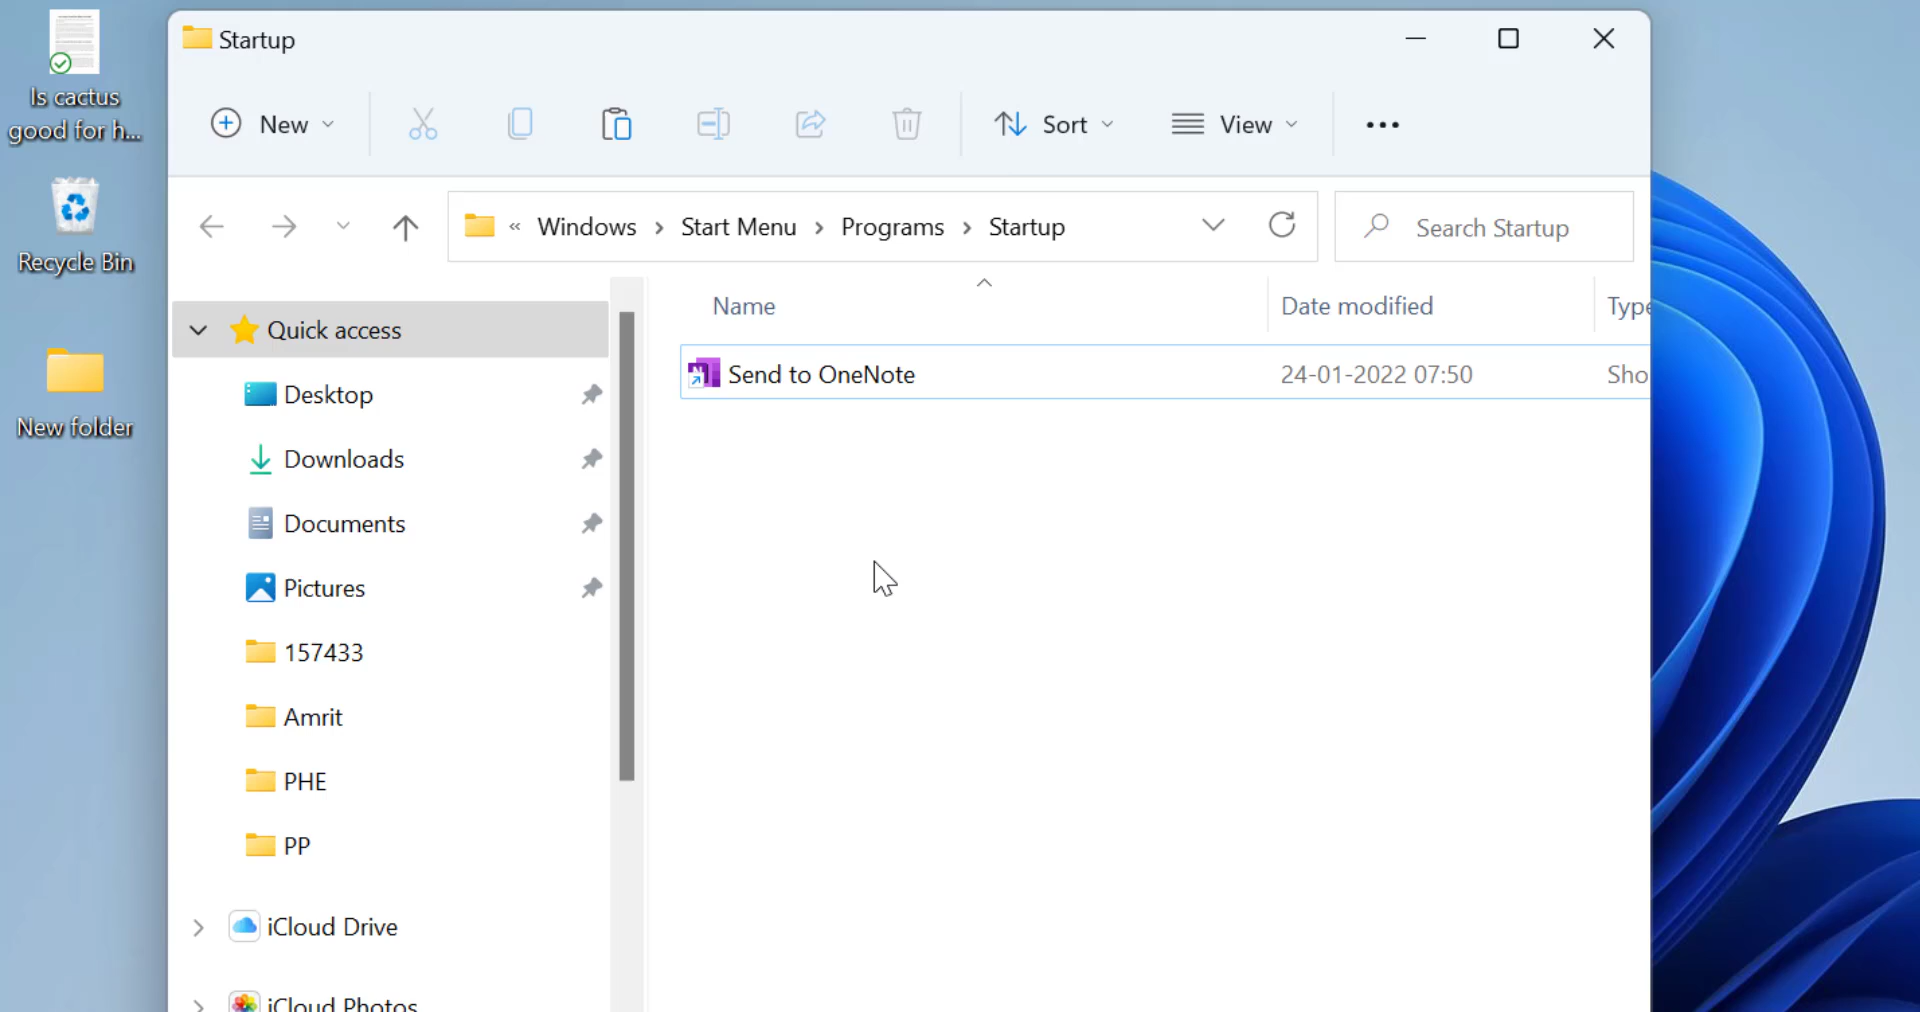 Is cactus
good for h...
Recycle Bin
New folder
Startup
New
Sort
View
« Windows > Start Menu > Programs > Startup
Search Startup
Quick access
Desktop
Downloads
Documents
Pictures
157433
Amrit
PHE
PP
iCloud Drive
iCloud Photos
Name
Date modified
Type
Send to OneNote
24-01-2022 07:50
Sho